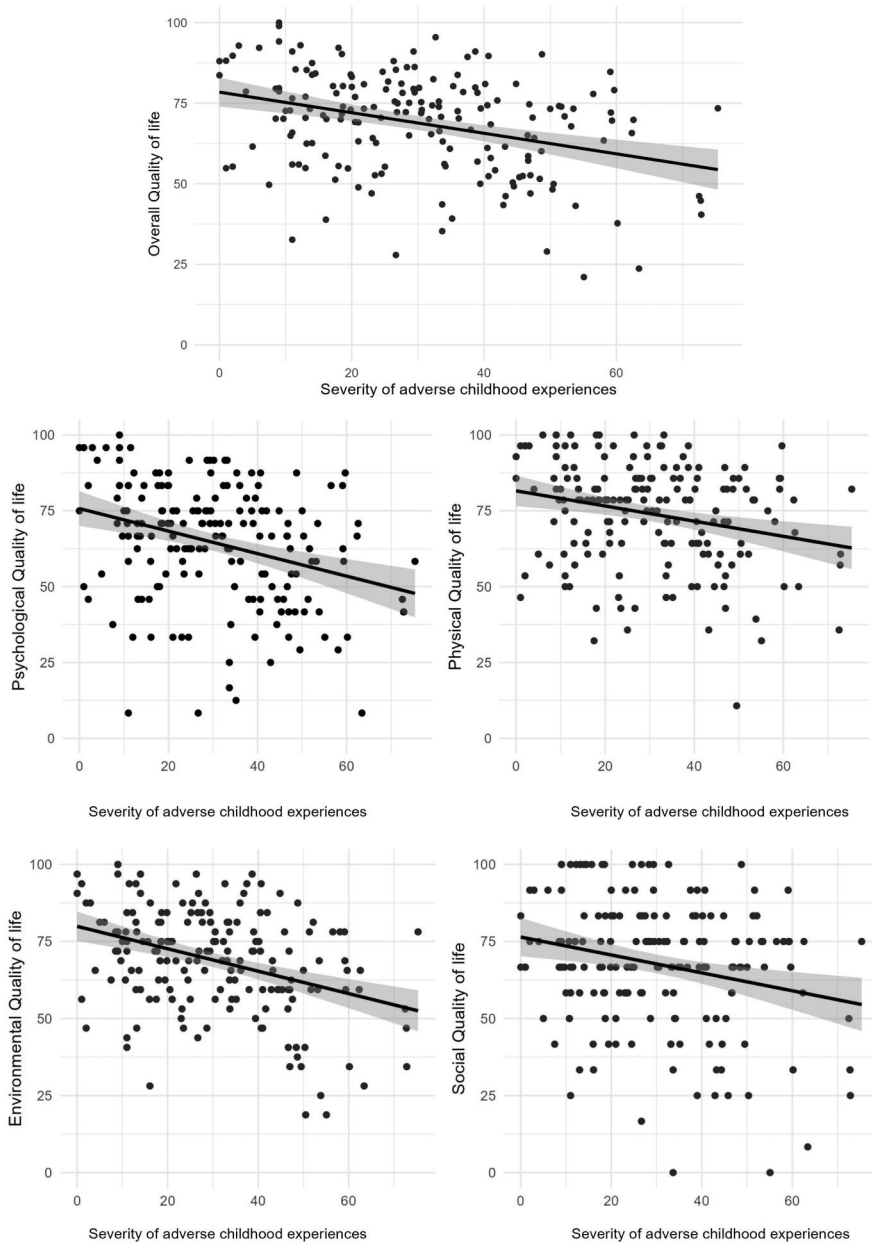 Overall Quality of life
100
75
50
25
0
0 20 40 60
Severity of adverse childhood experiences
Psychological Quality of life
100
75
50
25
0
0 20 40 60
Severity of adverse childhood experiences
Physical Quality of life
100
75
50
25
0
0 20 40 60
Severity of adverse childhood experiences
Environmental Quality of life
100
75
50
25
0
0 20 40 60
Severity of adverse childhood experiences
Social Quality of life
100
75
50
25
0
0 20 40 60
Severity of adverse childhood experiences